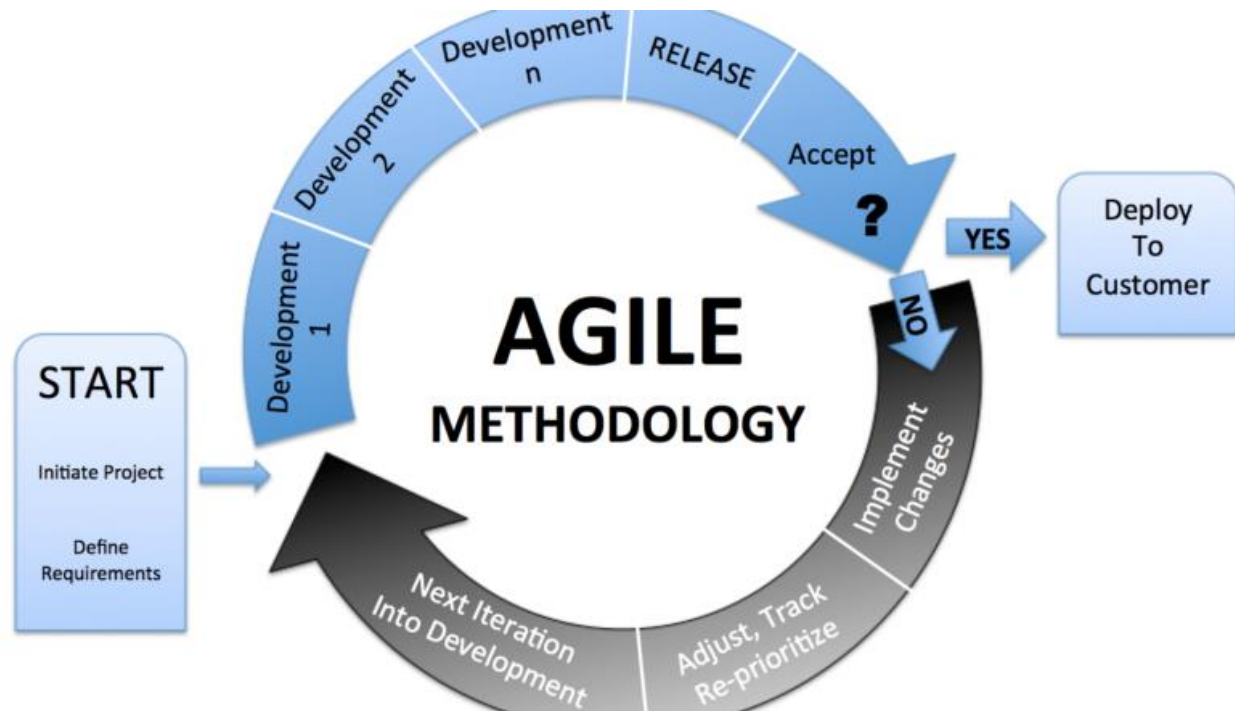 START
Initiate Project
Define
Requirements
Development
1
Development
2
Development
n
RELEASE
Accept
?
YES
Deploy
To
Customer
NO
Implement
Changes
Adjust, Track
Re-prioritize
Next Iteration
Into Development
AGILE
METHODOLOGY